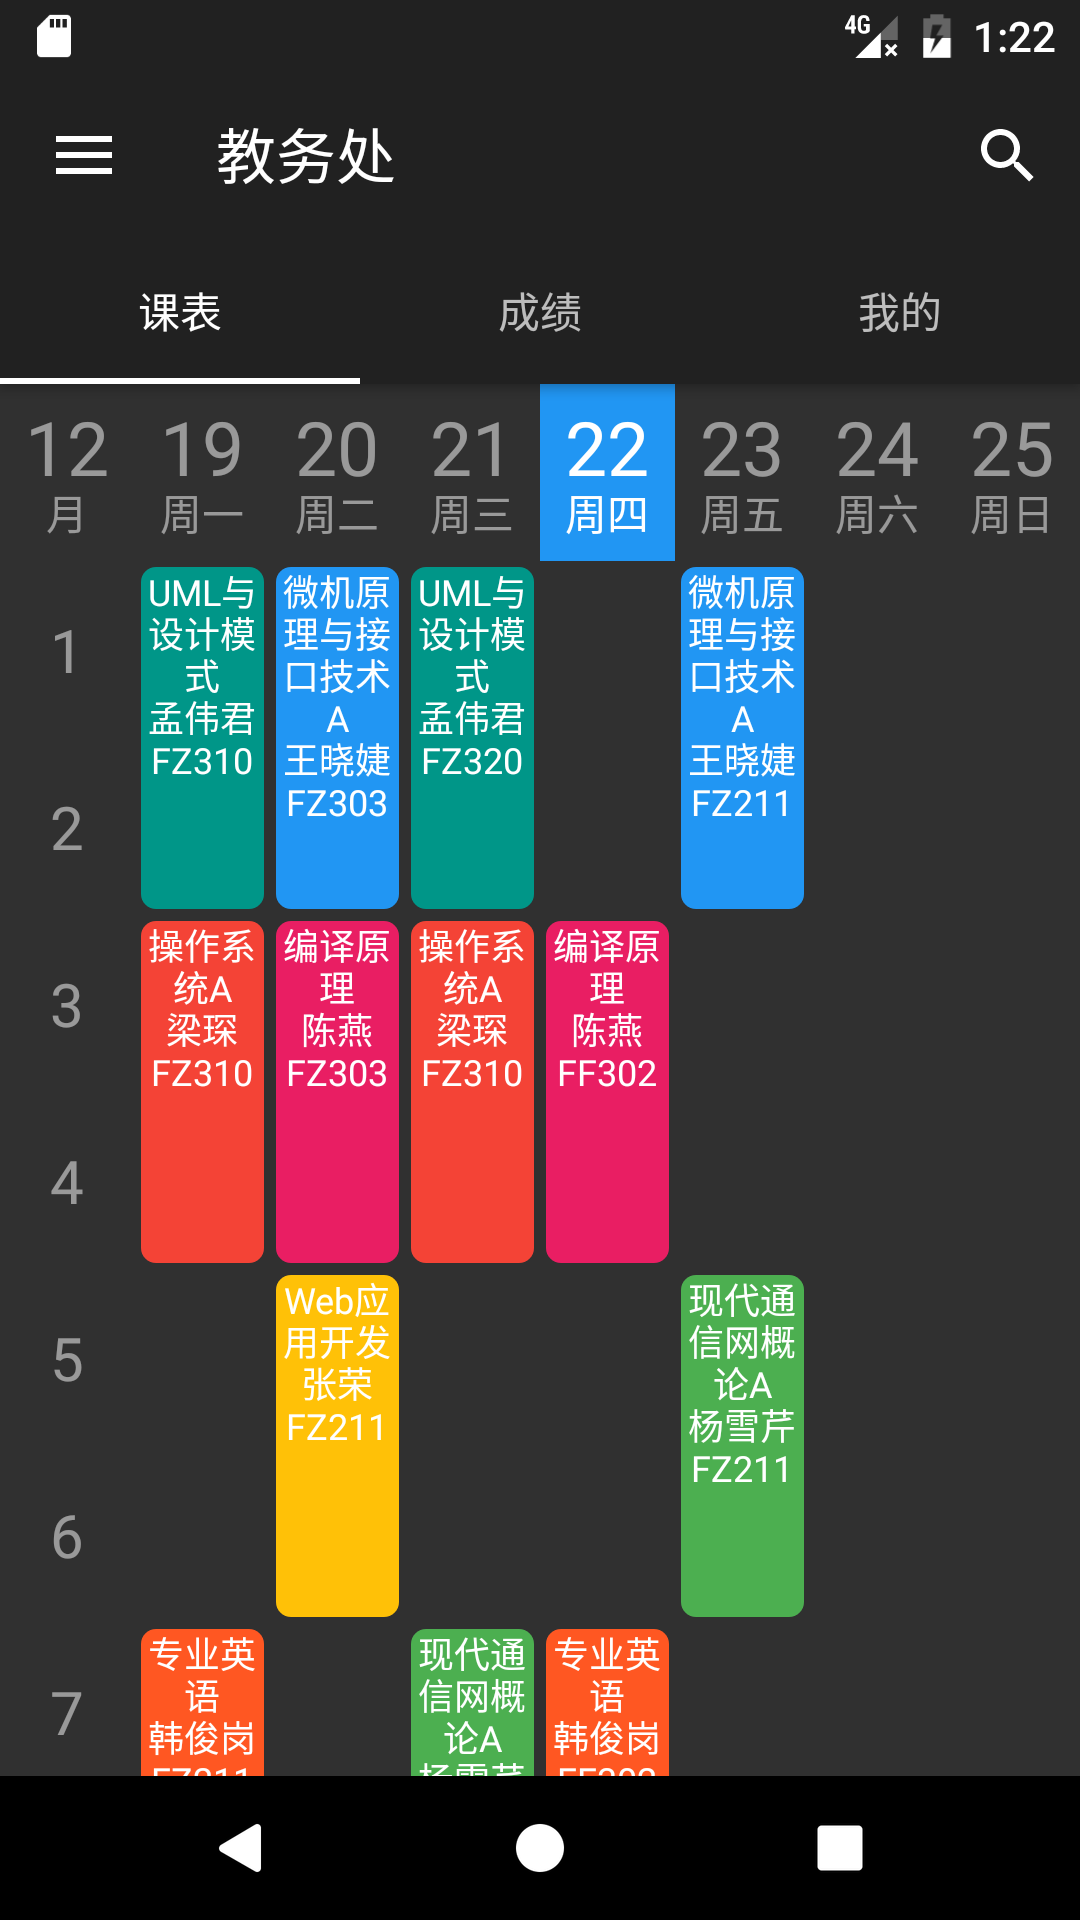 4G 1:22
教务处
课表 成绩 我的
12 19 20 21 22 23 24 25
月 周一 周二 周三 周四 周五 周六 周日
1
2
3
4
5
6
7
UML与
设计模
式
孟伟君
FZ310
微机原
理与接
口技术
A
王晓婕
FZ303
UML与
设计模
式
孟伟君
FZ320
微机原
理与接
口技术
A
王晓婕
FZ211
操作系
统A
梁琛
FZ310
编译原
理
陈燕
FZ303
操作系
统A
梁琛
FZ310
编译原
理
陈燕
FF302
Web应
用开发
张荣
FZ211
现代通
信网概
论A
杨雪芹
FZ211
专业英
语
韩俊岗
现代通
信网概
论A
杨雪芹
专业英
语
韩俊岗